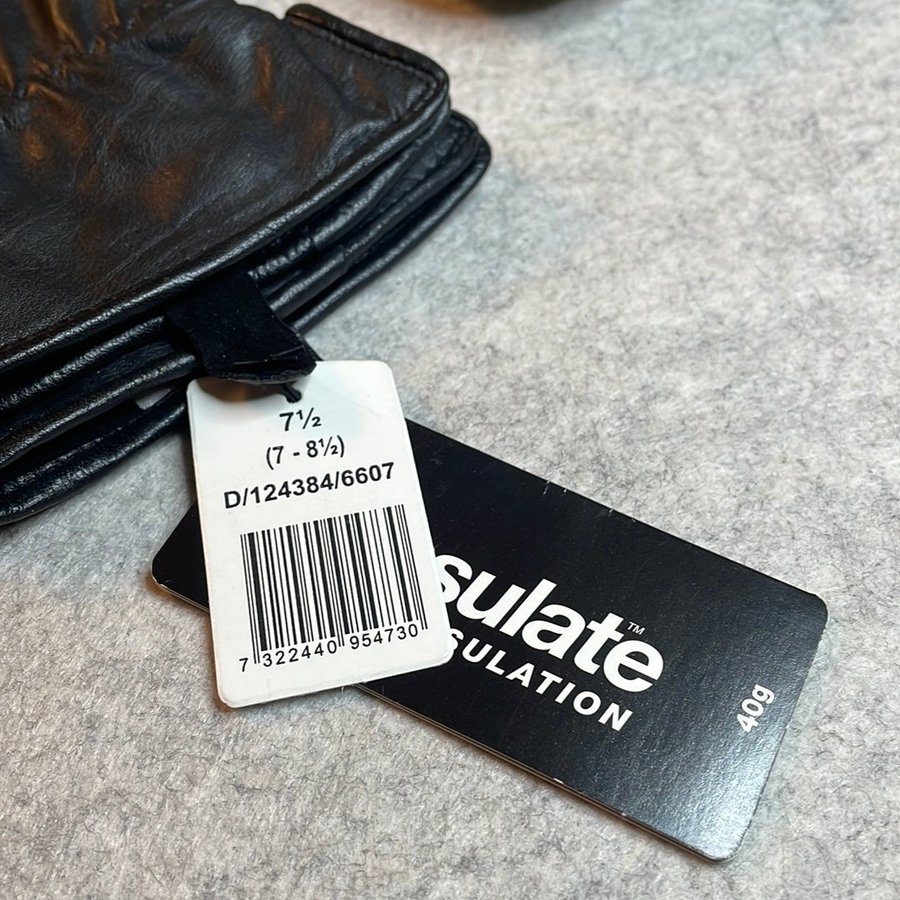 7½
(7 - 8½)
D/124384/6607
7 322440 954730
sulate™
SULATION
40g